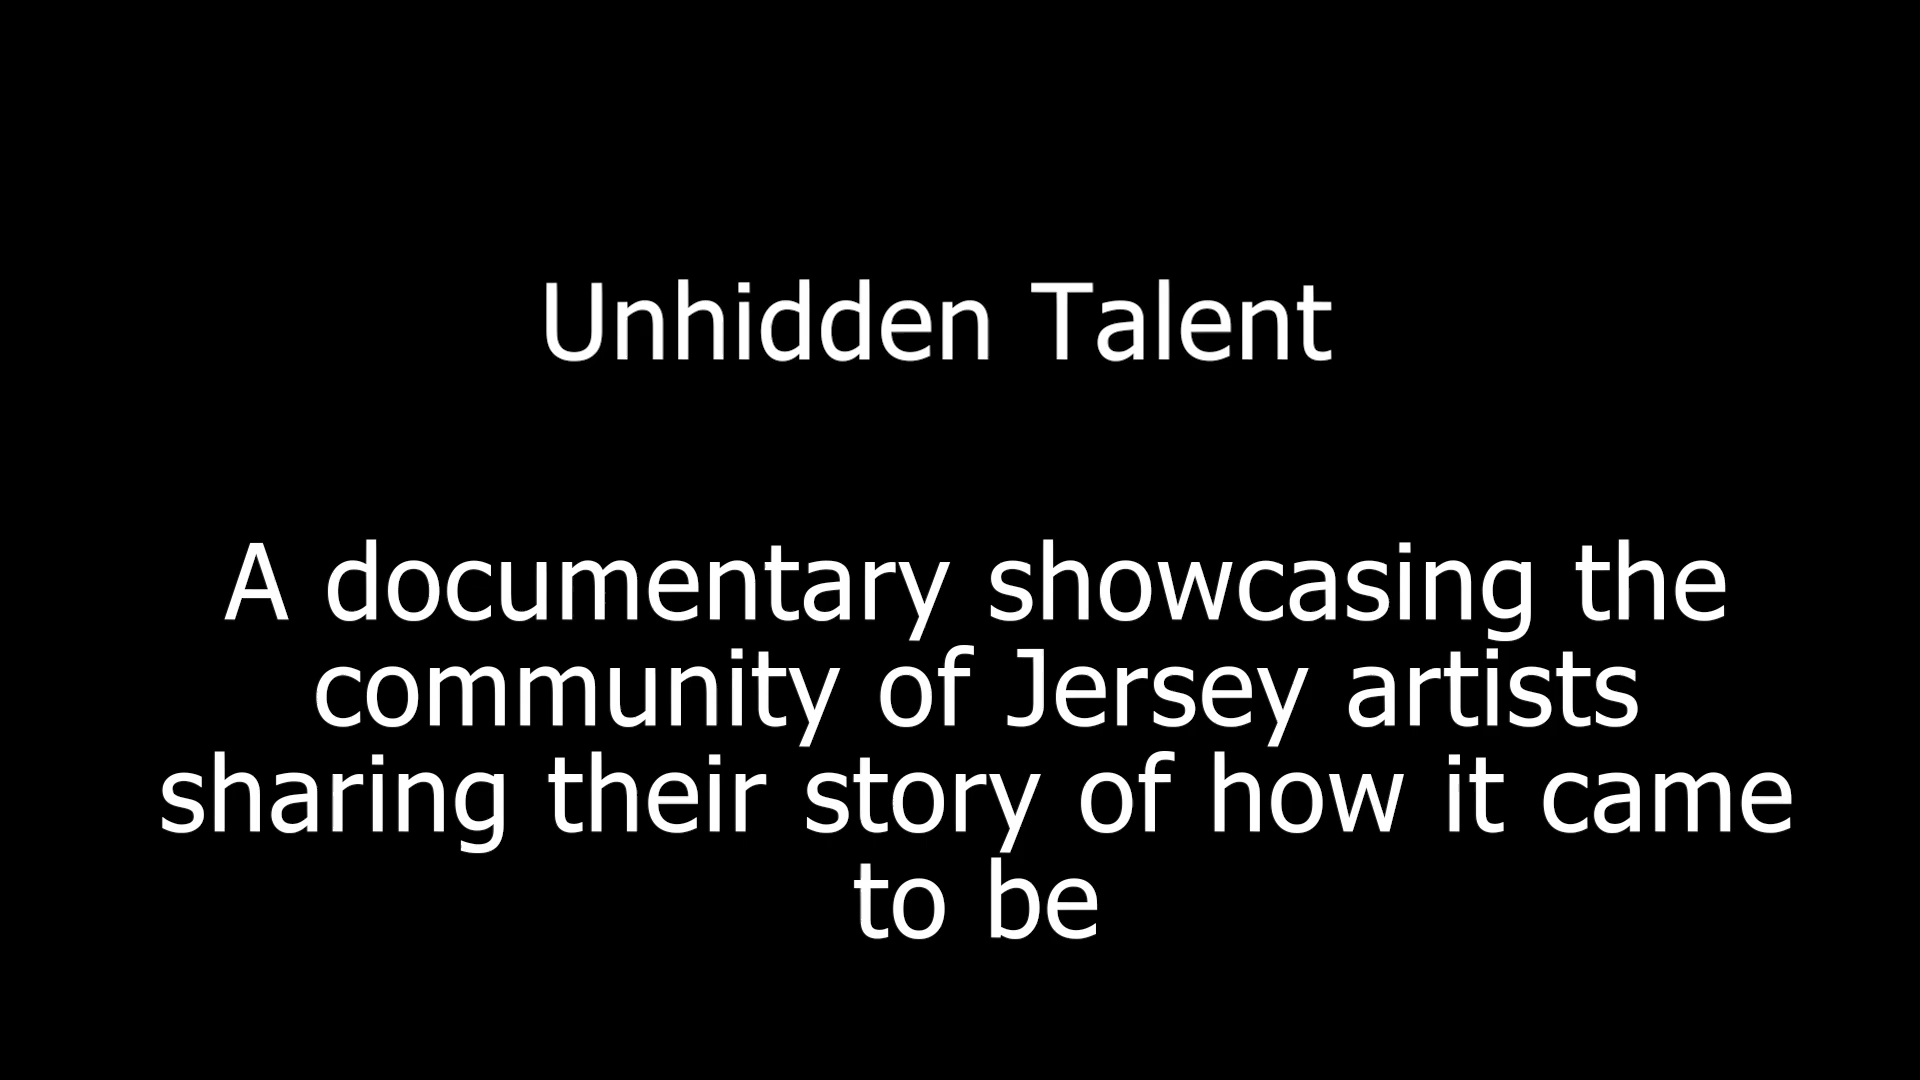 Unhidden Talent
A documentary showcasing the
community of Jersey artists
sharing their story of how it came
to be